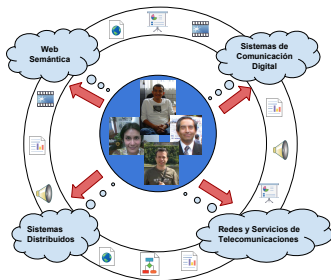 Web
Semántica
Sistemas de
Comunicación
Digital
Sistemas
Distribuidos
Redes y Servicios de
Telecomunicaciones